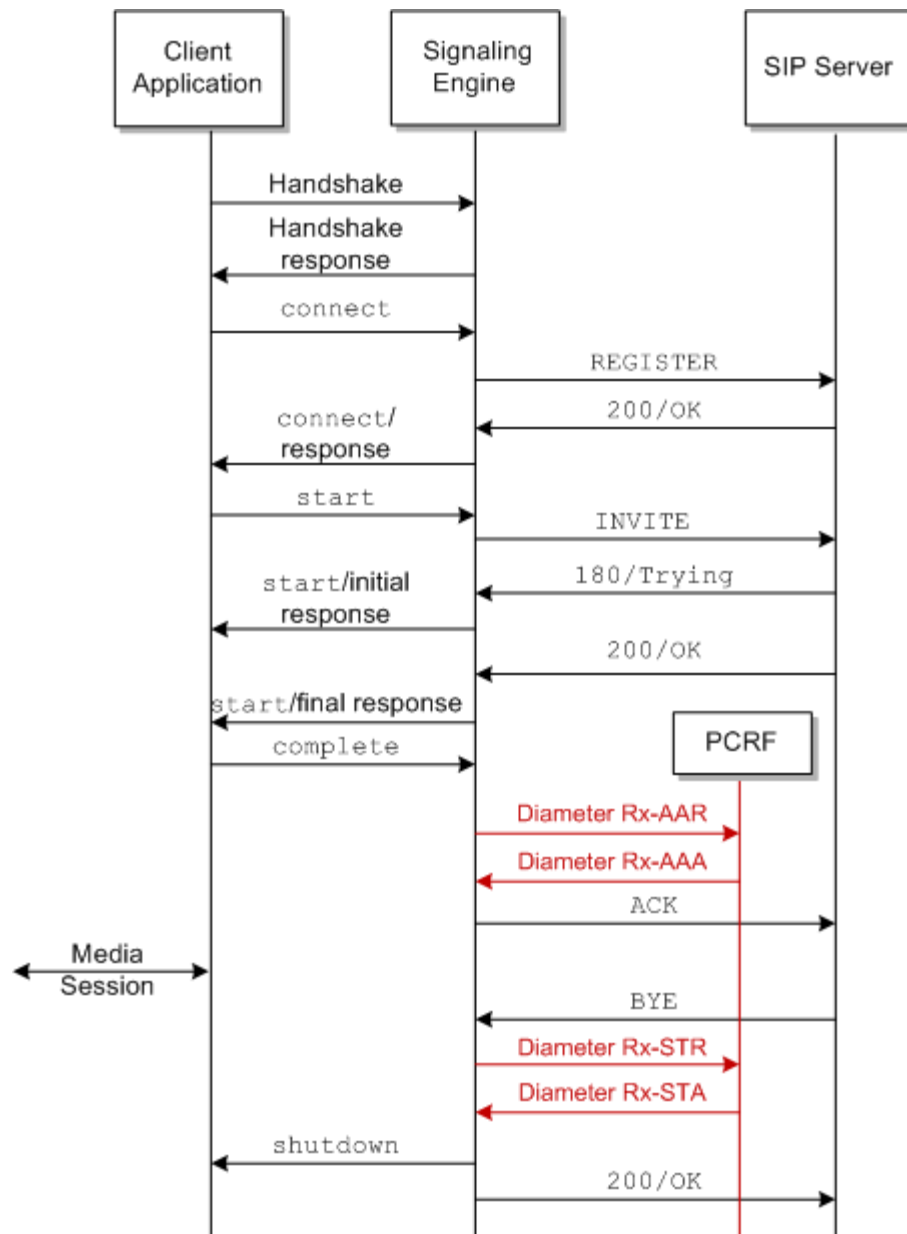 Client
Application
Signaling
Engine
SIP Server
Handshake
Handshake
response
connect
REGISTER
200/OK
connect/
response
start
INVITE
180/Trying
start/initial
response
200/OK
start/final response
PCRF
complete
Diameter Rx-AAR
Diameter Rx-AAA
ACK
Media
Session
BYE
Diameter Rx-STR
Diameter Rx-STA
shutdown
200/OK